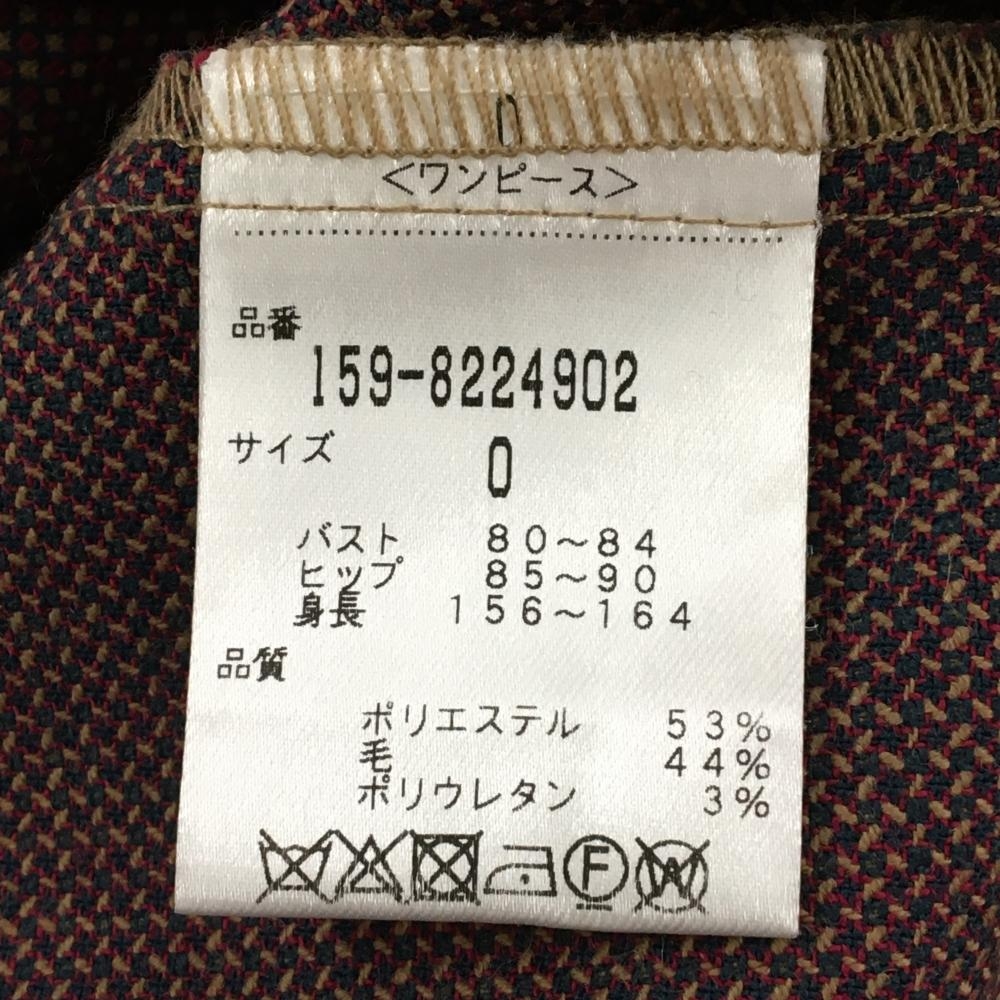 0
<ワンピース>
品番
159-8224902
サイズ
0
バスト 80~84
ヒップ 85~90
身長 156~164
品質
ポリエステル 53%
毛 44%
ポリウレタン 3%
F W